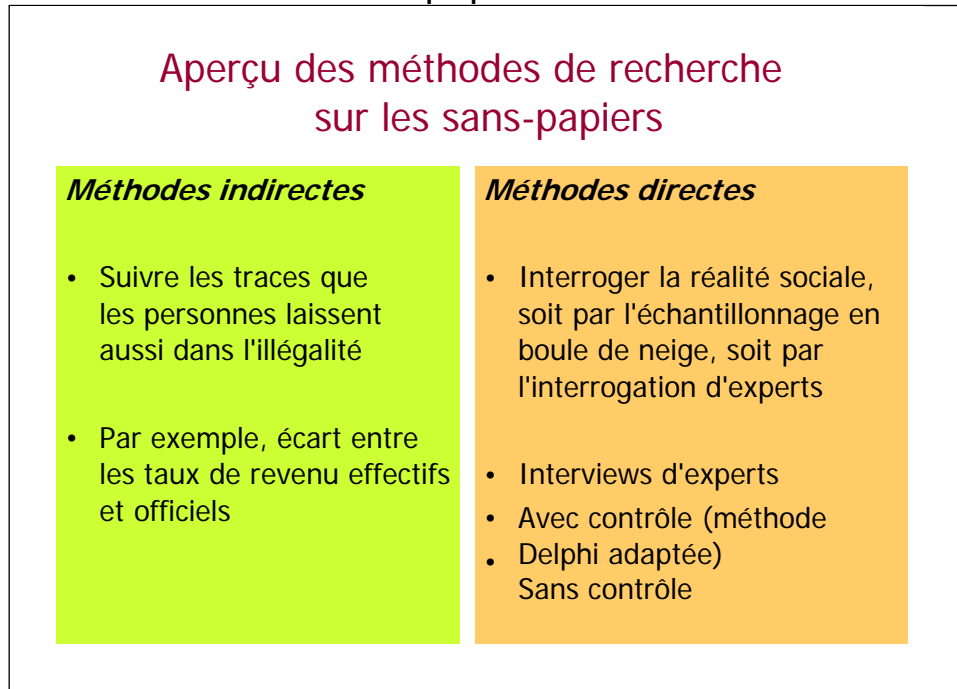 Aperçu des méthodes de recherche
sur les sans-papiers
Méthodes indirectes
• Suivre les traces que
les personnes laissent
aussi dans l'illégalité
• Par exemple, écart entre
les taux de revenu effectifs
et officiels
Méthodes directes
• Interroger la réalité sociale,
soit par l'échantillonnage en
boule de neige, soit par
l'interrogation d'experts
• Interviews d'experts
• Avec contrôle (méthode
• Delphi adaptée)
Sans contrôle